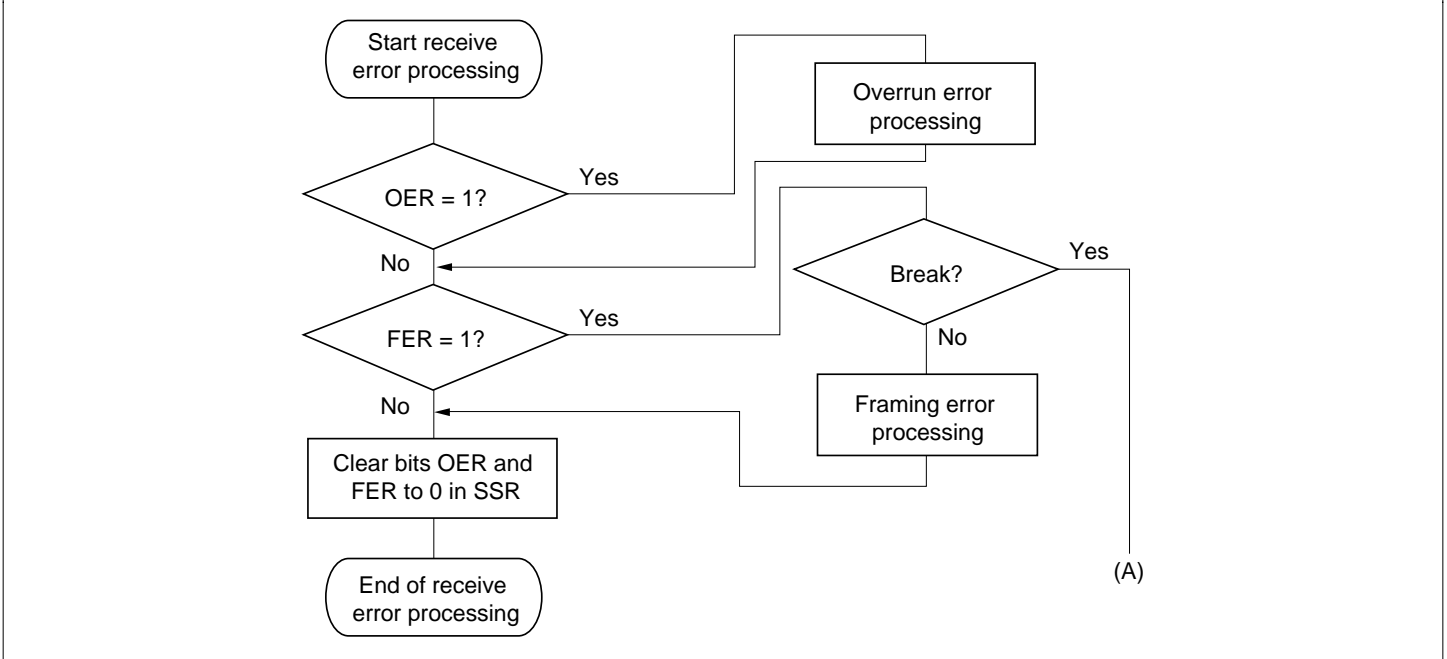 Start receive
error processing
OER = 1?
Yes
No
Overrun error
processing
FER = 1?
Yes
No
Break?
Yes
No
Framing error
processing
Clear bits OER and
FER to 0 in SSR
End of receive
error processing
(A)